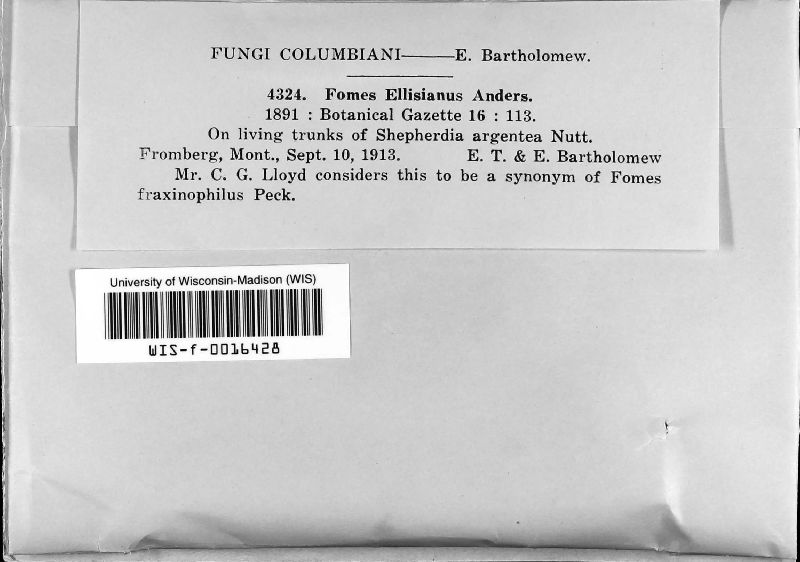 FUNGI COLUMBIANI———E. Bartholomew.
4324. Fomes Ellisianus Anders.
1891 : Botanical Gazette 16 : 113.
On living trunks of Shepherdia argentea Nutt.
Fromberg, Mont., Sept. 10, 1913. E. T. & E. Bartholomew
Mr. C. G. Lloyd considers this to be a synonym of Fomes
fraxinophilus Peck.
University of Wisconsin-Madison (WIS)
WIS-f-0016428